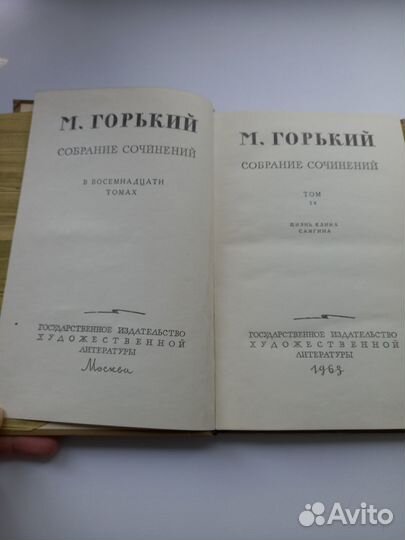 М. ГОРЬКИЙ
СОБРАНИЕ СОЧИНЕНИЙ
В ВОСЕМНАДЦАТИ
ТОМАХ
ГОСУДАРСТВЕННОЕ ИЗДАТЕЛЬСТВО
ХУДОЖЕСТВЕННОЙ
ЛИТЕРАТУРЫ
Москва
М. ГОРЬКИЙ
СОБРАНИЕ СОЧИНЕНИЙ
ТОМ
14
ЖИЗНЬ КЛИМА
САМГИНА
ГОСУДАРСТВЕННОЕ ИЗДАТЕЛЬСТВО
ХУДОЖЕСТВЕННОЙ
ЛИТЕРАТУРЫ
1963
Avito